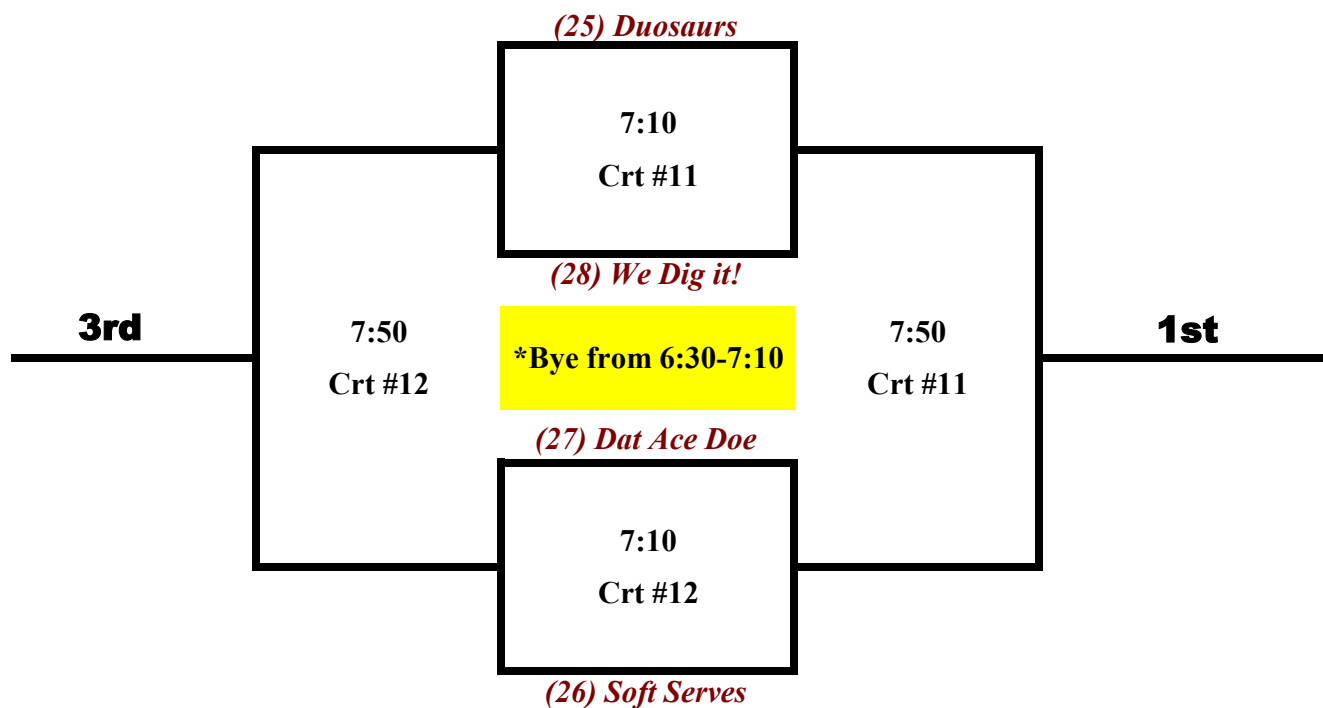 (25) Duosaurs
7:10
Crt #11
(28) We Dig it!
3rd
7:50
Crt #12
*Bye from 6:30-7:10
7:50
Crt #11
1st
(27) Dat Ace Doe
7:10
Crt #12
(26) Soft Serves